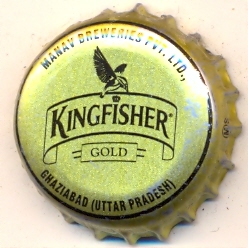 MANAV BREWERIES PVT. LTD.,
KINGFISHER®
GOLD
GHAZIABAD (UTTAR PRADESH)